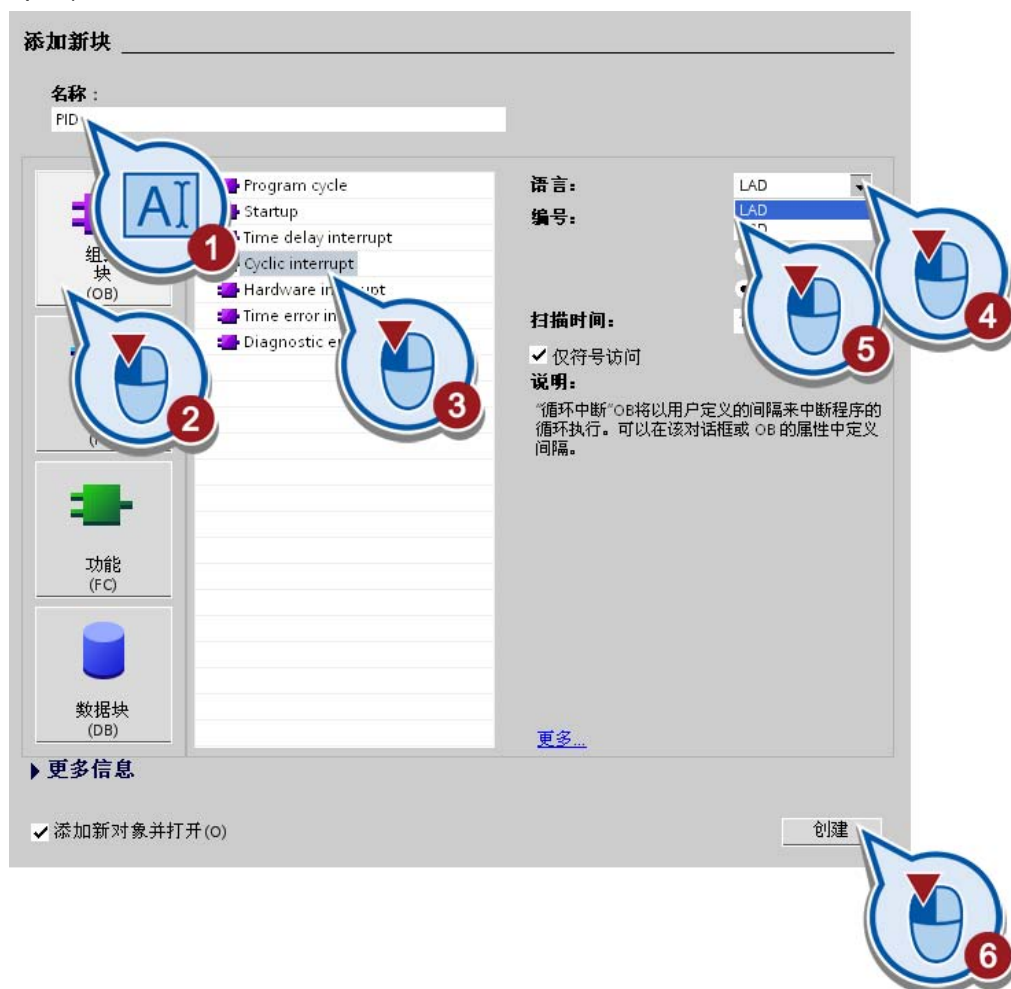 添加新块
名称：
PID
A
1
Program cycle
Startup
Time delay interrupt
Cyclic interrupt
Hardware
Time error in
Diagnostic
(OB)
块
2
3
功能
(FC)
数据块
(DB)
语言：
LAD
LAD
编号：
4
5
扫描时间：
仅符号访问
说明：
"循环中断"OB将以用户定义的间隔来中断程序的
循环执行。可以在该对话框或 OB 的属性中定义
间隔。
更多...
更多信息
添加新对象并打开(O)
创建
6